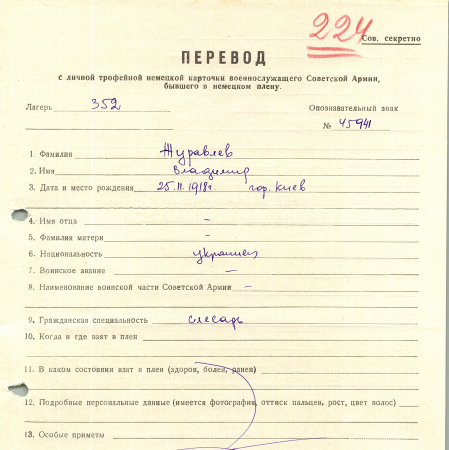 224
Сов. секретно
ПЕРЕВОД
с личной трофейной немецкой карточки военнослужащего Советской Армии,
бывшего в немецком плену.
Лагерь 352
Опознавательный знак
№ 45941
1. Фамилия Журавлев
2. Имя Владимир
3. Дата и место рождения 25.11.1918г. гор. Киев
4. Имя отца –
5. Фамилия матери –
6. Национальность украинец
7. Воинское звание –
8. Наименование воинской части Советской Армии –
9. Гражданская специальность слесарь
10. Когда и где взят в плен
11. В каком состоянии взят в плен (здоров, болен, ранен)
12. Подробные персональные данные (имеется фотография, оттиск пальцев, рост, цвет волос)
13. Особые приметы